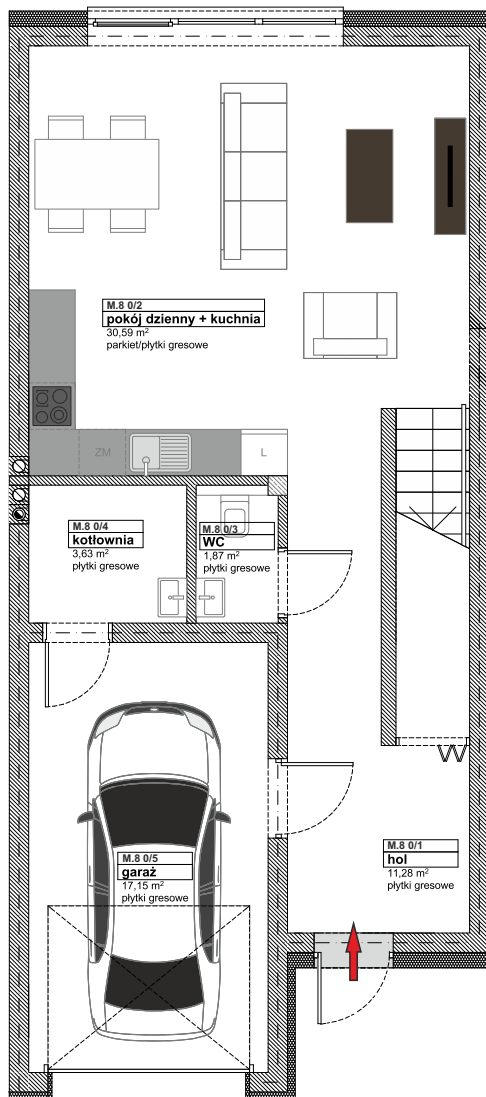 M.8 0/2
pokój dzienny + kuchnia
30,59 m²
parkiet/płytki gresowe
ZM
L
M.8 0/4
kotłownia
3,63 m²
płytki gresowe
M.8 0/3
WC
1,87 m²
płytki gresowe
M.8 0/1
hol
11,28 m²
płytki gresowe
M.8 0/5
garaż
17,15 m²
płytki gresowe